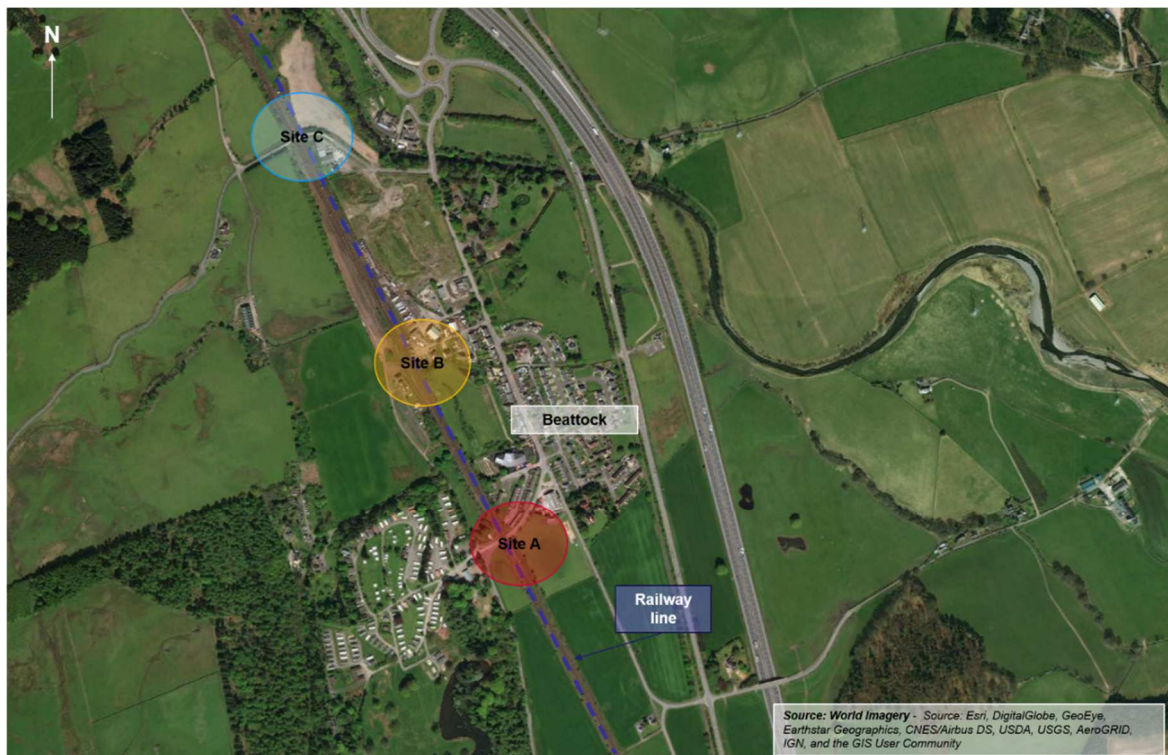 N
Site C
Site B
Beattock
Site A
Railway
line
Source: World Imagery - Source: Esri, DigitalGlobe, GeoEye,
Earthstar Geographics, CNES/Airbus DS, USDA, USGS, AeroGRID,
IGN, and the GIS User Community